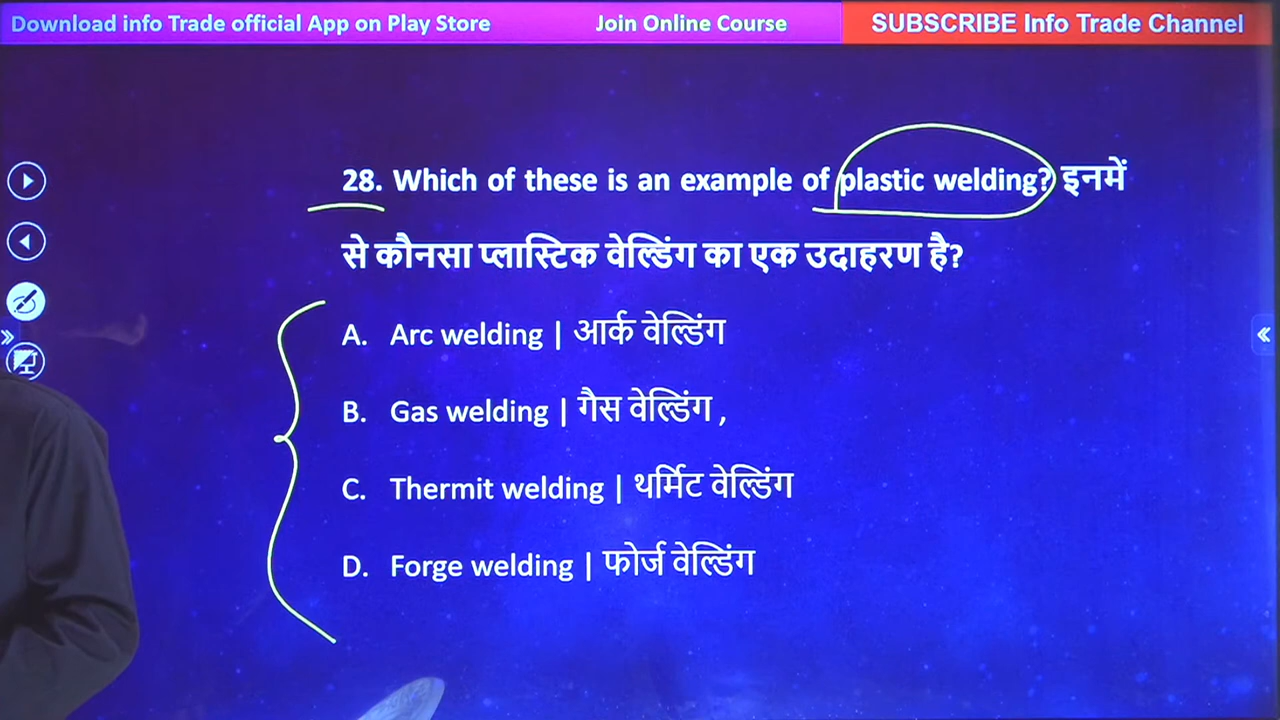 Download info Trade official App on Play Store Join Online Course SUBSCRIBE Info Trade Channel
28. Which of these is an example of plastic welding? इनमें
से कौनसा प्लास्टिक वेल्डिंग का एक उदाहरण है?
A. Arc welding | आर्क वेल्डिंग
B. Gas welding | गैस वेल्डिंग ,
C. Thermit welding | थर्मिट वेल्डिंग
D. Forge welding | फोर्ज वेल्डिंग